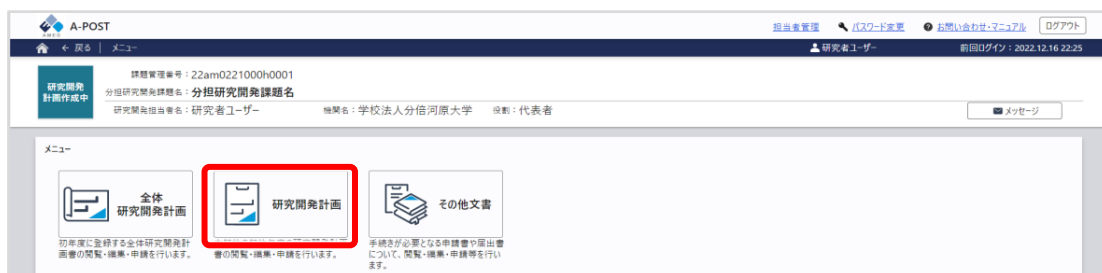 AMED
A-POST
担当者管理 パスワード変更 お問い合わせ・マニュアル ログアウト
← 戻る | メニュー 研究者ユーザー 前回ログイン：2022.12.16 22:25
研究開発
計画作成中
課題管理番号：22am0221000h0001
分担研究開発課題名：分担研究開発課題名
研究開発担当者名：研究者ユーザー 機関名：学校法人分倍河原大学 役割：代表者
メッセージ
メニュー
全体
研究開発計画
研究開発計画
その他文書
初年度に登録する全体研究開発計
画書の閲覧・編集・申請を行います。
書の閲覧・編集・申請を行います。
手続きが必要となる申請書や届出書
について、閲覧・編集・申請等を行い
ます。